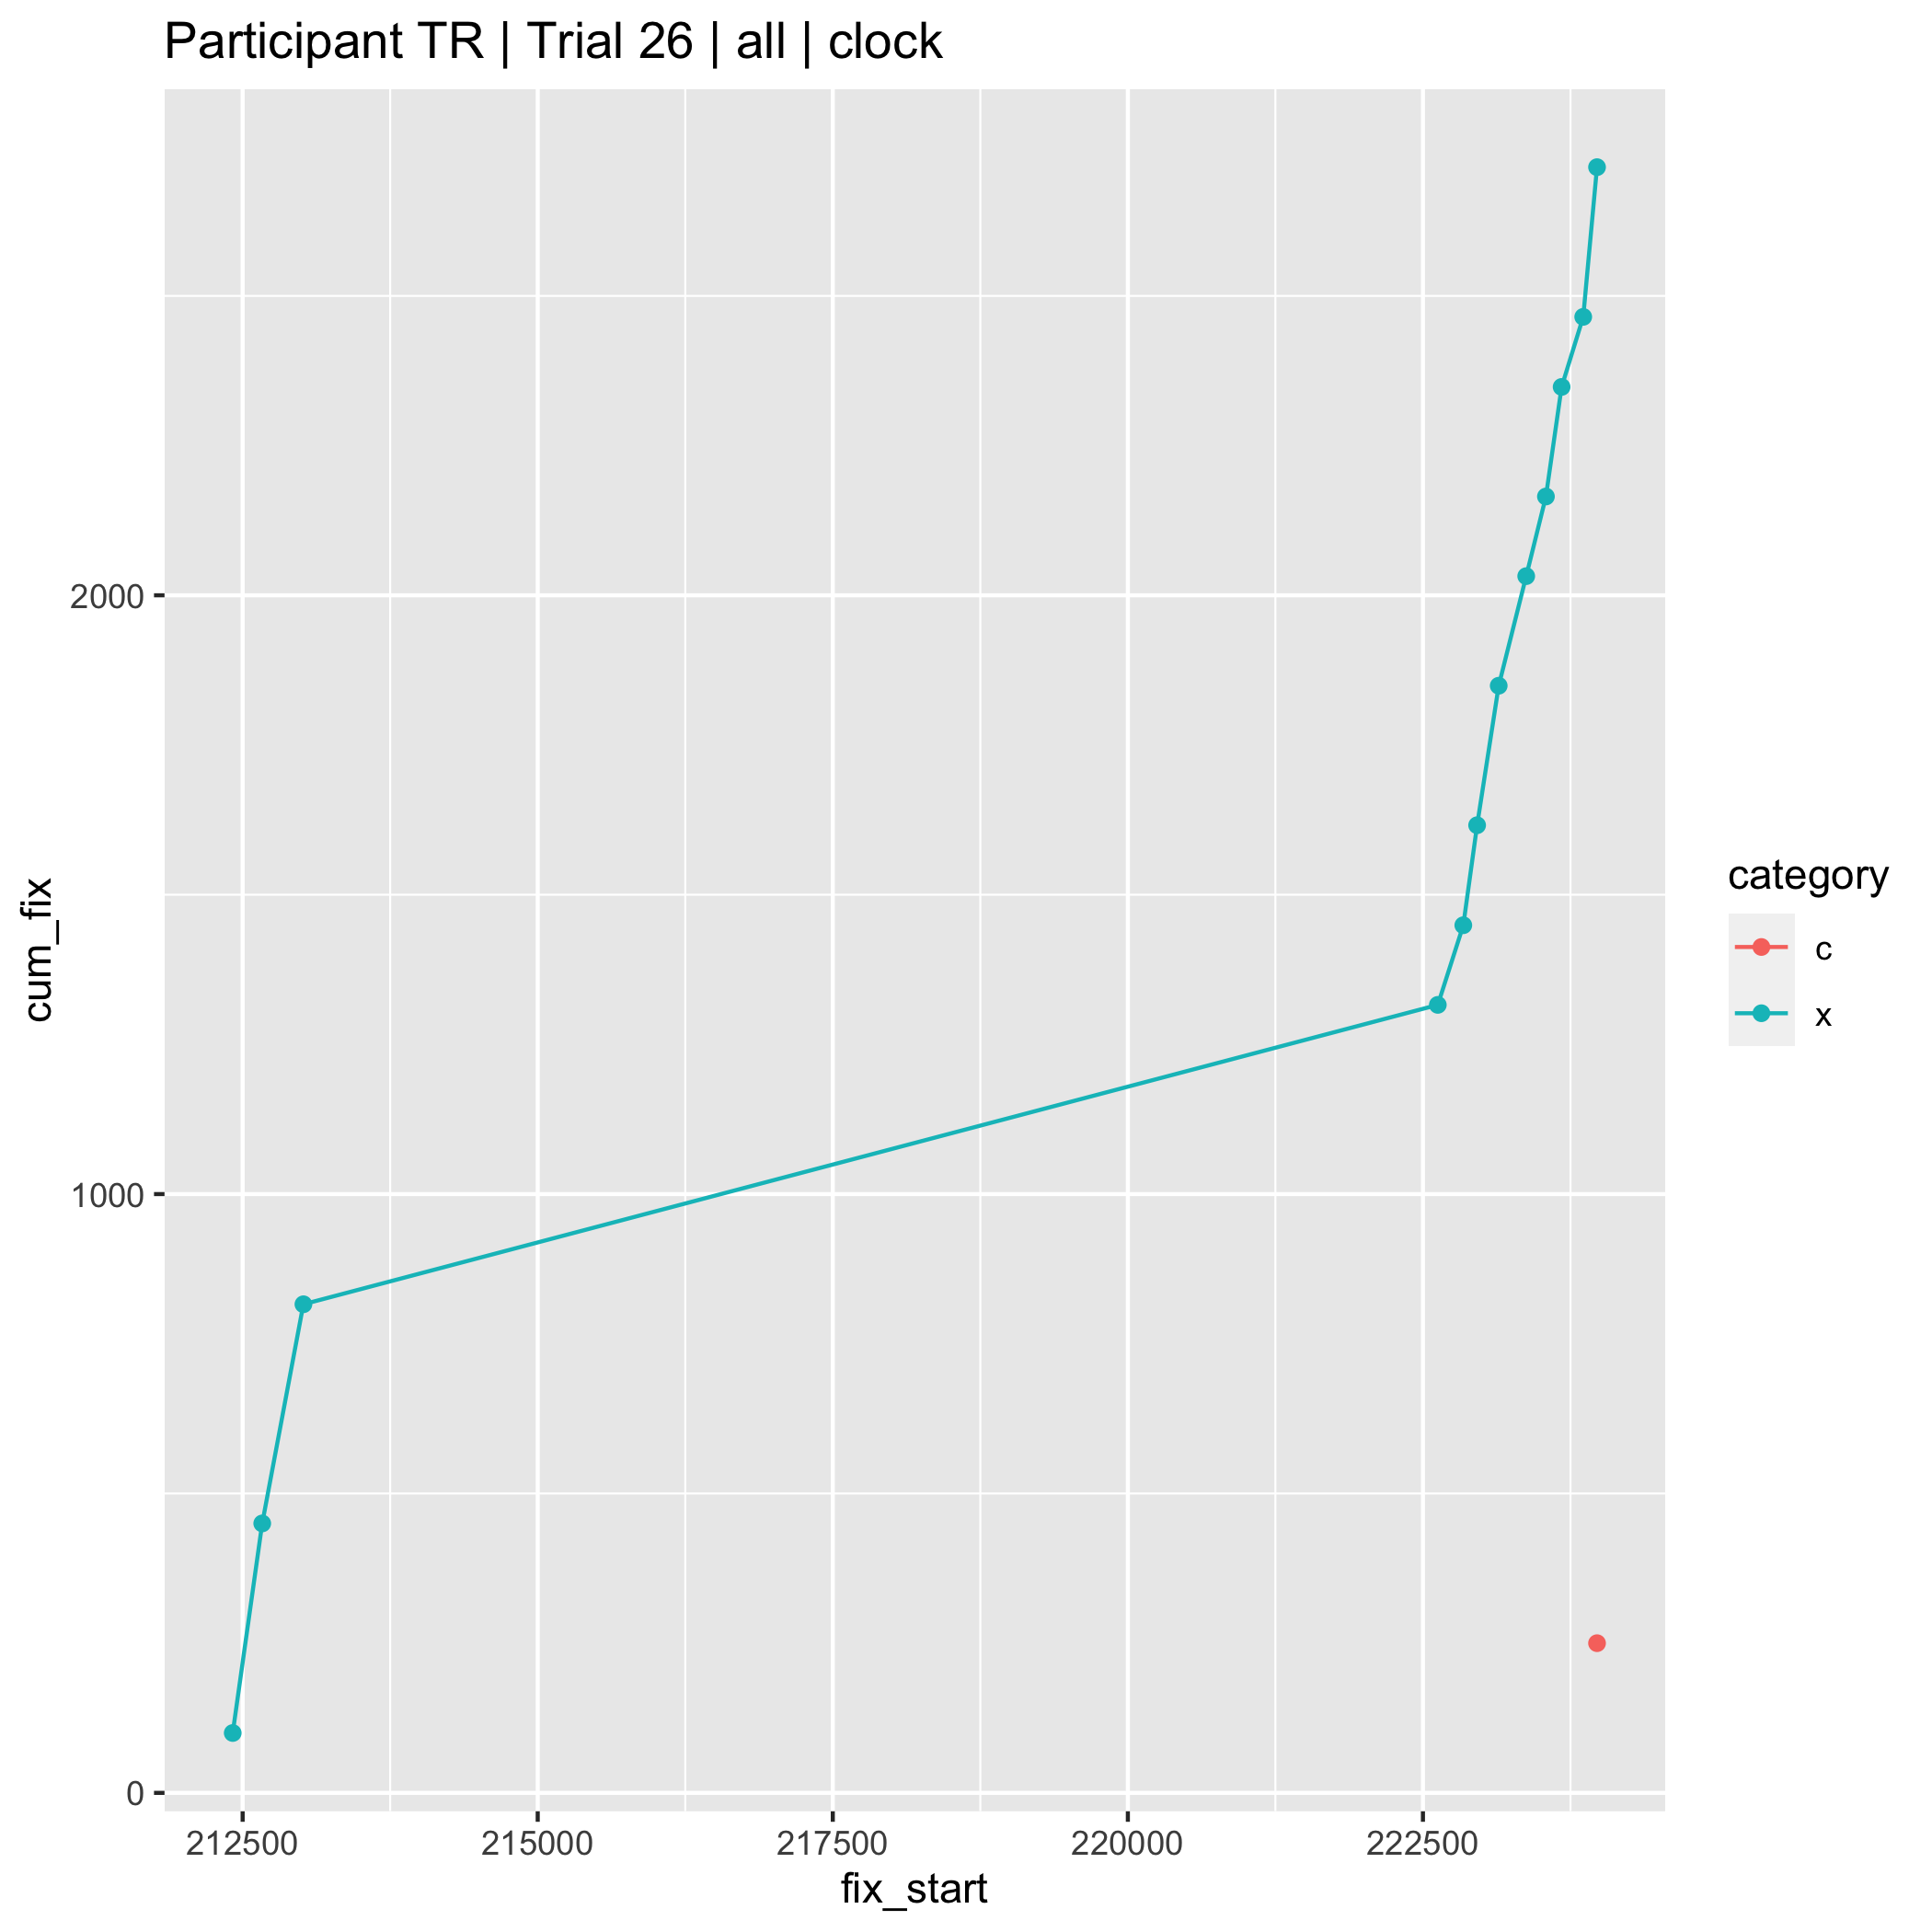 Participant TR | Trial 26 | all | clock
cum_fix
2000
1000
0
212500 215000 217500 220000 222500
fix_start
category
c
x